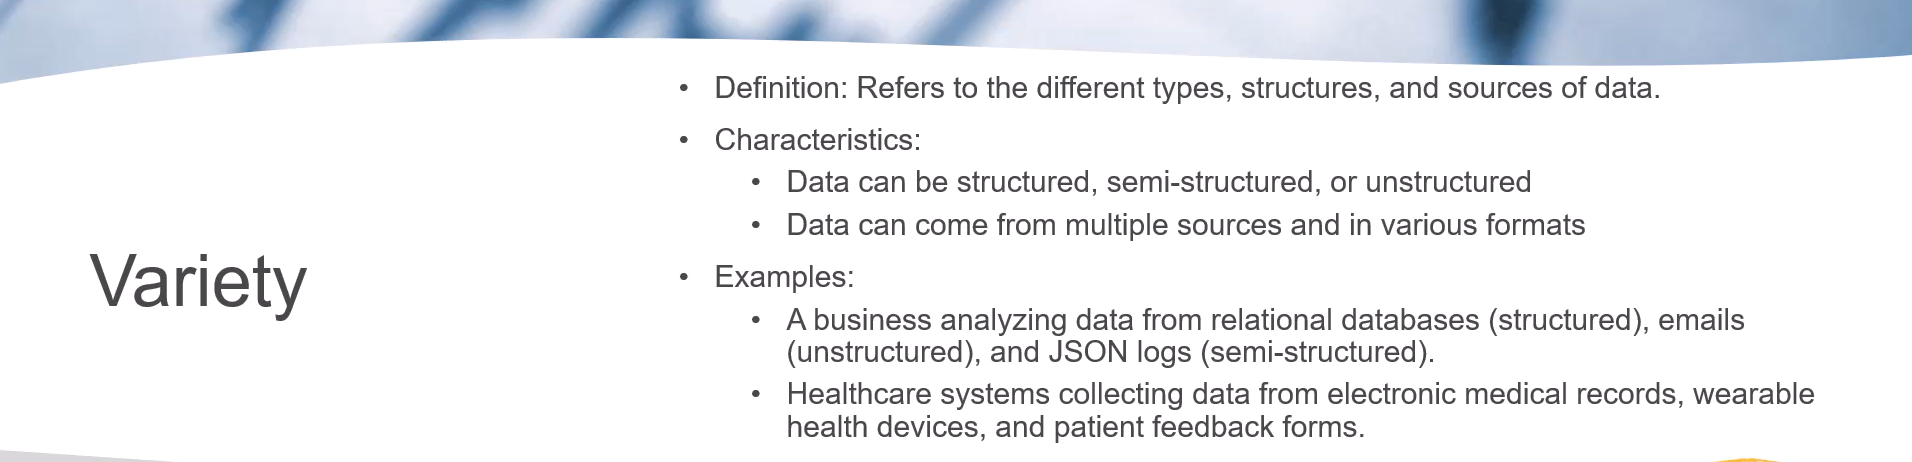 Variety
• Definition: Refers to the different types, structures, and sources of data.
• Characteristics:
• Data can be structured, semi-structured, or unstructured
• Data can come from multiple sources and in various formats
• Examples:
• A business analyzing data from relational databases (structured), emails
(unstructured), and JSON logs (semi-structured).
• Healthcare systems collecting data from electronic medical records, wearable
health devices, and patient feedback forms.